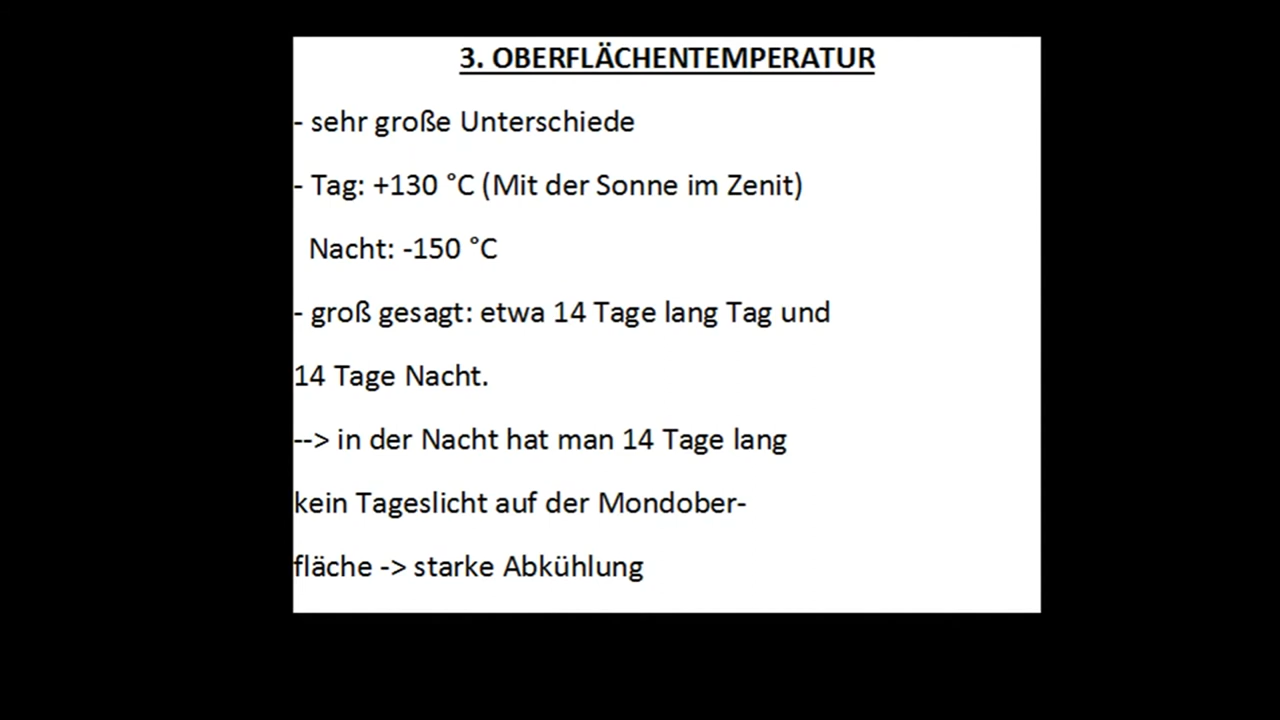 3. OBERFLÄCHENTEMPERATUR
- sehr große Unterschiede
- Tag: +130 °C (Mit der Sonne im Zenit)
Nacht: -150 °C
- groß gesagt: etwa 14 Tage lang Tag und
14 Tage Nacht.
--> in der Nacht hat man 14 Tage lang
kein Tageslicht auf der Mondober-
fläche -> starke Abkühlung